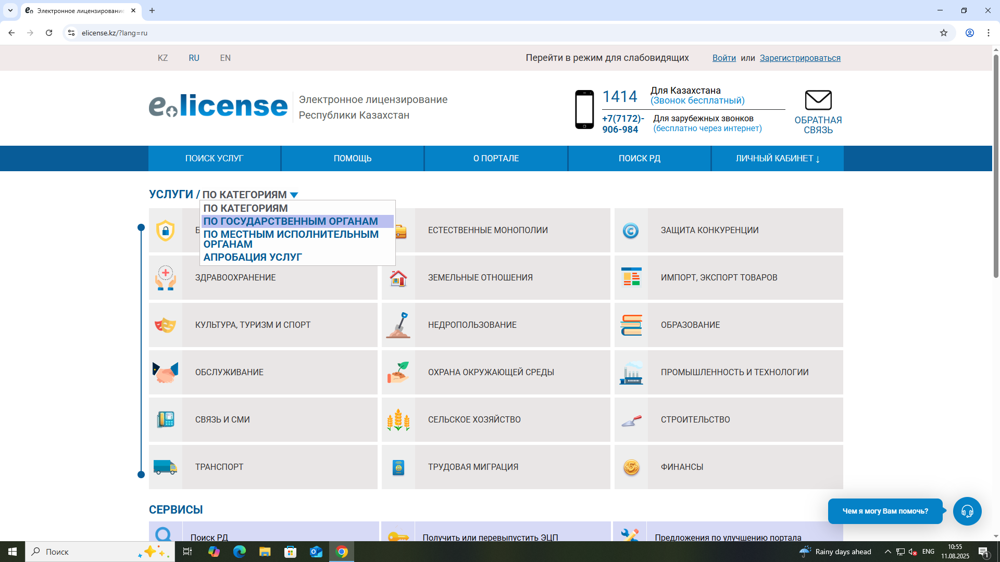 Электронное лицензирование
elicense.kz/?lang=ru
KZ RU EN Перейти в режим для слабовидящих Войти или Зарегистрироваться
e.license
Электронное лицензирование
Республики Казахстан
1414 Для Казахстана
(Звонок бесплатный)
+7(7172)-
906-984
Для зарубежных звонков
(бесплатно через интернет)
ОБРАТНАЯ
СВЯЗЬ
ПОИСК УСЛУГ ПОМОЩЬ О ПОРТАЛЕ ПОИСК РД ЛИЧНЫЙ КАБИНЕТ ↓
УСЛУГИ / ПО КАТЕГОРИЯМ
ПО КАТЕГОРИЯМ
ПО ГОСУДАРСТВЕННЫМ ОРГАНАМ
ПО МЕСТНЫМ ИСПОЛНИТЕЛЬНЫМ
ОРГАНАМ
АПРОБАЦИЯ УСЛУГ
ЕСТЕСТВЕННЫЕ МОНОПОЛИИ ЗАЩИТА КОНКУРЕНЦИИ
ЗДРАВООХРАНЕНИЕ ЗЕМЕЛЬНЫЕ ОТНОШЕНИЯ ИМПОРТ, ЭКСПОРТ ТОВАРОВ
КУЛЬТУРА, ТУРИЗМ И СПОРТ НЕДРОПОЛЬЗОВАНИЕ ОБРАЗОВАНИЕ
ОБСЛУЖИВАНИЕ ОХРАНА ОКРУЖАЮЩЕЙ СРЕДЫ ПРОМЫШЛЕННОСТЬ И ТЕХНОЛОГИИ
СВЯЗЬ И СМИ СЕЛЬСКОЕ ХОЗЯЙСТВО СТРОИТЕЛЬСТВО
ТРАНСПОРТ ТРУДОВАЯ МИГРАЦИЯ ФИНАНСЫ
СЕРВИСЫ
Чем я могу Вам помочь?
Поиск РД Получить или перевыпустить ЭЦП Предложения по улучшению портала
Поиск
Rainy days ahead
ENG
10:55
11.08.2025
1